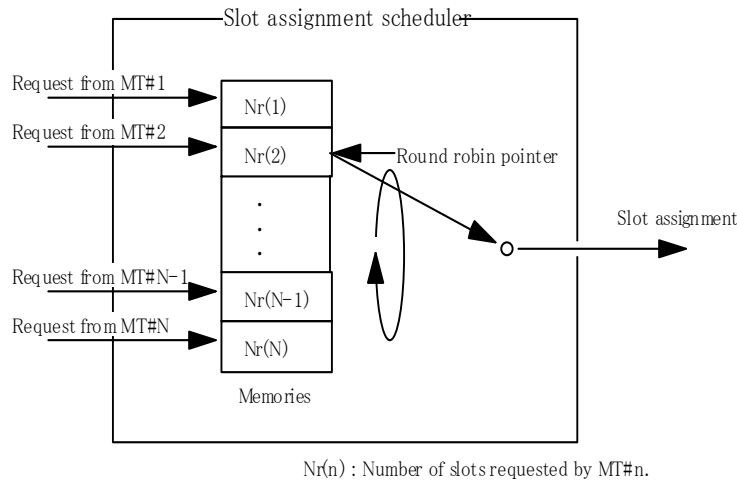 Slot assignment scheduler
Request from MT#1
Nr(1)
Request from MT#2
Nr(2)
Round robin pointer
.
.
.
Slot assignment
Request from MT#N-1
Nr(N-1)
Request from MT#N
Nr(N)
Memories
Nr(n) : Number of slots requested by MT#n.